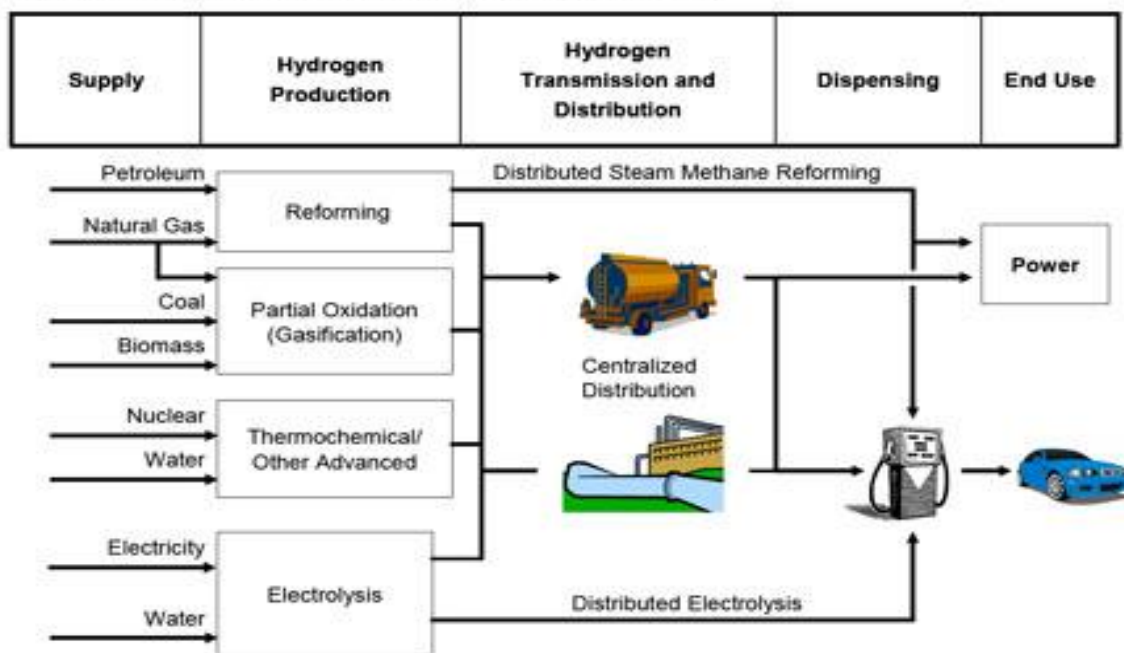 Supply
Hydrogen
Production
Hydrogen
Transmission and
Distribution
Dispensing
End Use
Petroleum
Natural Gas
Coal
Biomass
Nuclear
Water
Electricity
Water
Reforming
Partial Oxidation
(Gasification)
Thermochemical/
Other Advanced
Electrolysis
Distributed Steam Methane Reforming
Centralized
Distribution
Distributed Electrolysis
Power